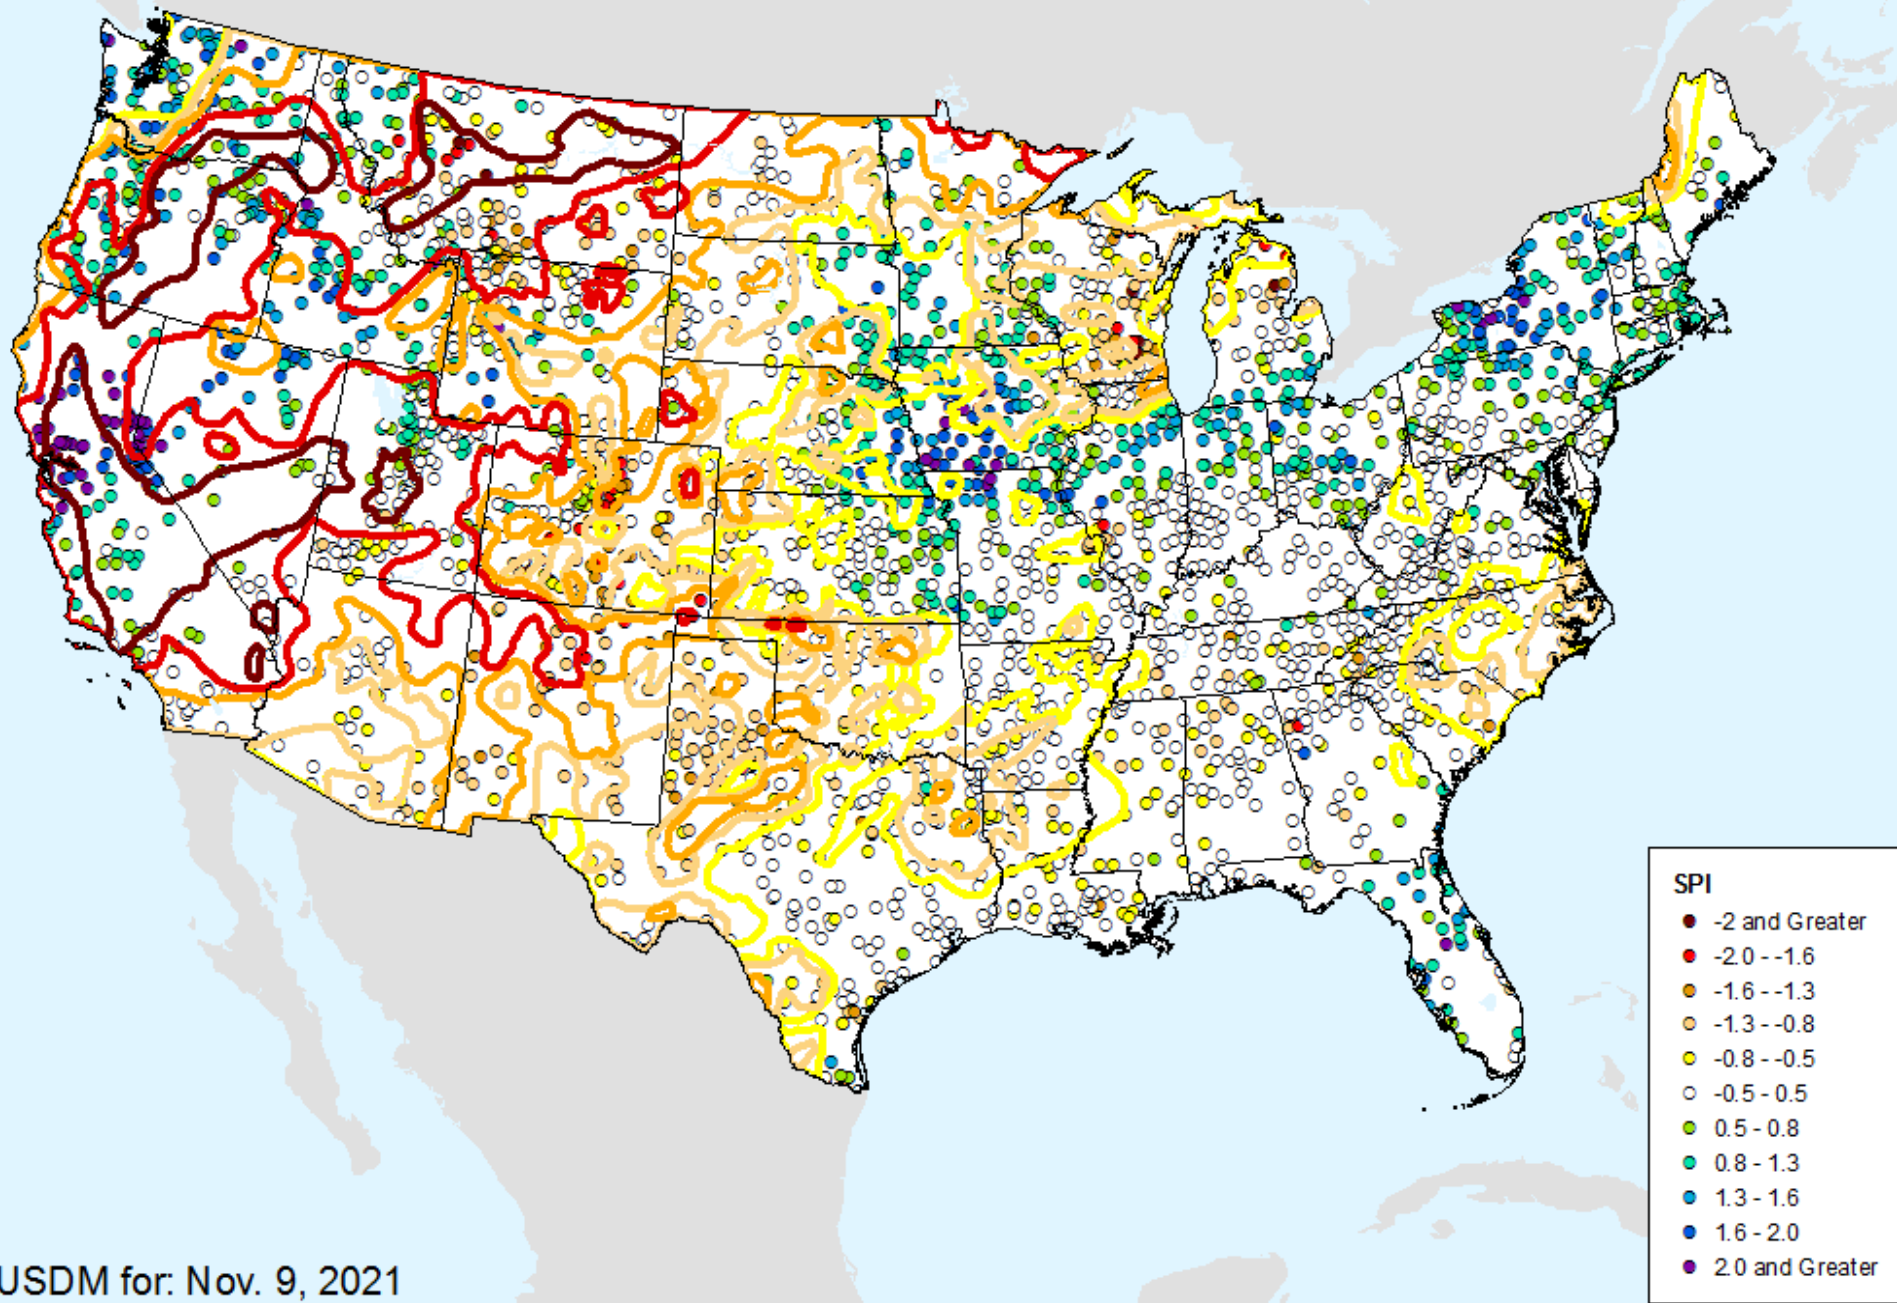 SPI
-2 and Greater
-2.0 - -1.6
-1.6 - -1.3
-1.3 - -0.8
-0.8 - -0.5
-0.5 - 0.5
0.5 - 0.8
0.8 - 1.3
1.3 - 1.6
1.6 - 2.0
2.0 and Greater
USDM for: Nov. 9, 2021